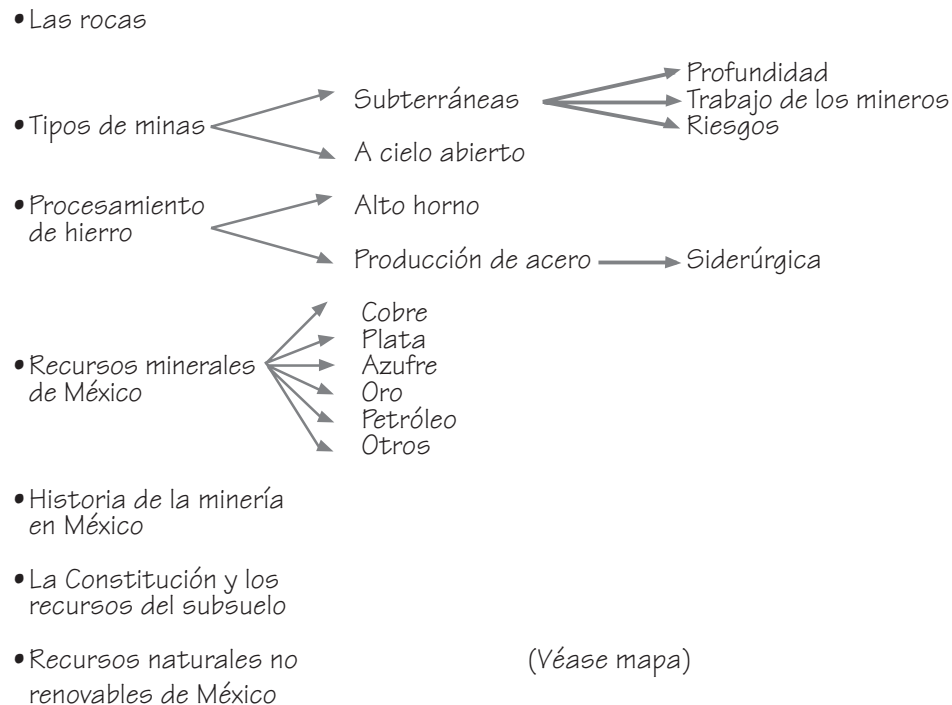 • Las rocas
Profundidad
Subterráneas
Trabajo de los mineros
• Tipos de minas
Riesgos
A cielo abierto
• Procesamiento
de hierro
Alto horno
Producción de acero
Siderúrgica
Cobre
Plata
• Recursos minerales
de México
Azufre
Oro
Petróleo
Otros
• Historia de la minería
en México
• La Constitución y los
recursos del subsuelo
• Recursos naturales no
renovables de México
(Véase mapa)